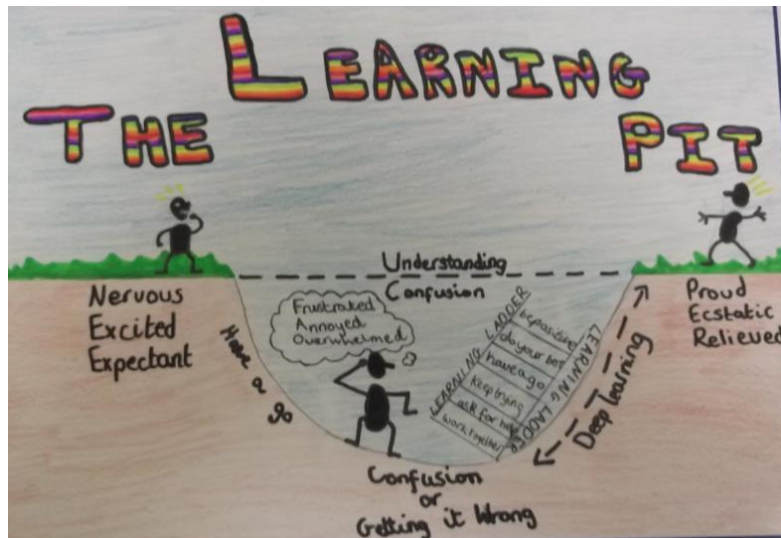 THE LEARNING PIT
Understanding
Confusion
Nervous
Excited
Expectant
Have a go
Frustrated
Annoyed
Overwhelmed
LEARNING LADDER
be positive
do your best
have a go
keep trying
ask for help
work together
LEARNING LADDER
Deep learning
Proud
Ecstatic
Relieved
Confusion
or
Getting it Wrong